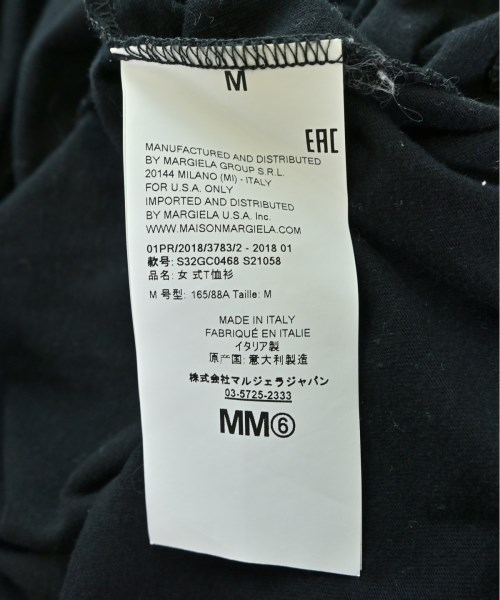 M
EAC
MANUFACTURED AND DISTRIBUTED
BY MARGIELA GROUP S.R.L.
20144 MILANO (MI) - ITALY
FOR U.S.A. ONLY
IMPORTED AND DISTRIBUTED
BY MARGIELA U.S.A. Inc.
WWW.MAISONMARGIELA.COM
01PR/2018/3783/2 - 2018 01
款号: S32GC0468 S21058
品名: 女 式T恤衫
M 号型: 165/88A Taille: M
MADE IN ITALY
FABRIQUÉ EN ITALIE
イタリア製
原产国: 意大利製造
株式会社マルジェラジャパン
03-5725-2333
MM⑥